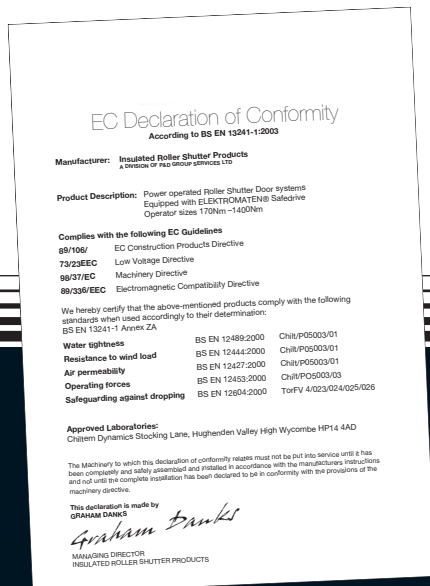 EC Declaration of Conformity
According to BS EN 13241-1:2003
Manufacturer: Insulated Roller Shutter Products
A DIVISION OF P&D GROUP SERVICES LTD
Product Description: Power operated Roller Shutter Door systems
Equipped with ELEKTROMATEN® Safedrive
Operator sizes 170Nm –1400Nm
Complies with the following EC Guidelines
89/106/ EC Construction Products Directive
73/23EEC Low Voltage Directive
98/37/EC Machinery Directive
89/336/EEC Electromagnetic Compatibility Directive
We hereby certify that the above-mentioned products comply with the following
standards when used accordingly to their determination:
BS EN 13241-1 Annex ZA
Water tightness BS EN 12489:2000 Chilt/P05003/01
Resistance to wind load BS EN 12444:2000 Chilt/P05003/01
Air permeability BS EN 12427:2000 Chilt/P05003/01
Operating forces BS EN 12453:2000 Chilt/PO5003/03
Safeguarding against dropping BS EN 12604:2000 TorFV 4/023/024/025/026
Approved Laboratories:
Chiltern Dynamics Stocking Lane, Hughenden Valley High Wycombe HP14 4AD
The Machinery to which this declaration of conformity relates must not be put into service until it has
been completely and safely assembled and installed in accordance with the manufacturers instructions
and not until the complete installation has been declared to be in conformity with the provisions of the
machinery directive.
This declaration is made by
GRAHAM DANKS
Graham Danks
MANAGING DIRECTOR
INSULATED ROLLER SHUTTER PRODUCTS